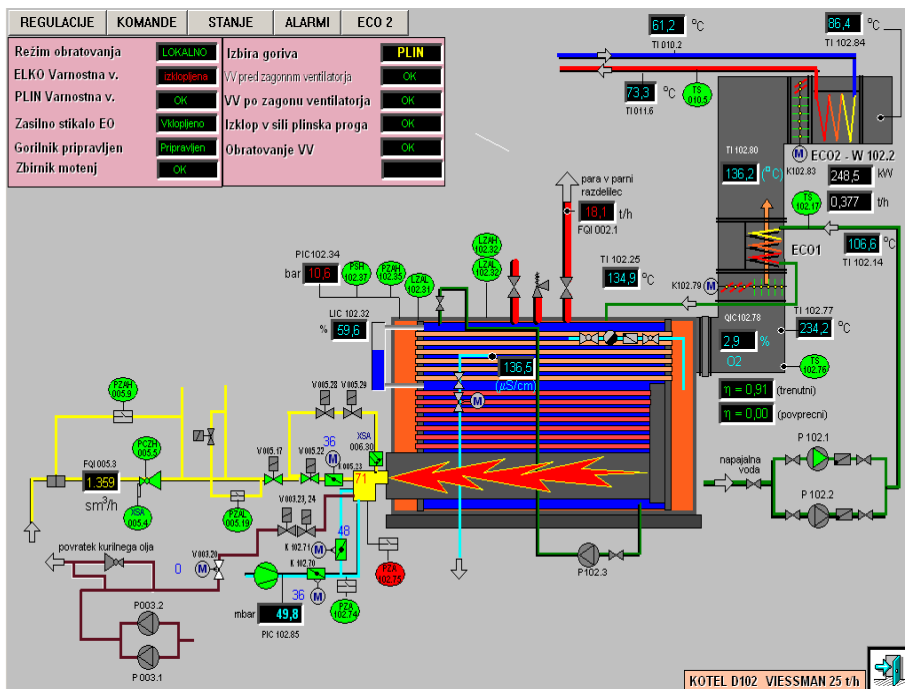 REGULACIJE KOMANDE STANJE ALARMI ECO 2
Režim obratovanja LOKALNO
ELKO Varnostna v. Izklopljena
PLIN Varnostna v. OK
Zasilno stikalo EO Vklopljeno
Gorilnik pripravljen Pripravljen
Zbirnik motenj OK
Izbira goriva PLIN
VV pred zagonnm ventilatorja OK
VV po zagonu ventilatorja OK
Izklop v sili plinska proga OK
Obratovanje VV OK
61,2 °C
TI 010.2
86,4 °C
TI 102.84
73,3 °C
TI 011.6
TS 010.5
TI 102.80
136,2 (°C)
M
K102.83
ECO2 - W 102.2
248,5 kW
0,377 t/h
TS 102.17
ECO1
106,6 °C
TI 102.14
para v parni
razdelilec
18,1 t/h
FQI 002.1
PIC102.34
bar 10,6
PSH 102.37
PZAH 102.35
LZAL 102.31
LZAH 102.32
LZAL 102.32
TI 102.25
134,9 °C
K102.79 M
LIC 102.32
% 59,6
QIC102.78
2,9 %
O2
TI 102.77
234,2 °C
TS 102.76
136,5
(µS/cm)
M
η = 0,91 (trenutni)
η = 0,00 (povprecni)
PZAH 005.9
V 005.28 V 005.29
XSA 006.30
PCZH 005.5
FQI 005.3
1.359
sm³/h
XSA 005.4
PZAL 005.19
V 005.17 V 005.22
36
M
K 005.23
71
V 003.23, 24
48
K 102.71 M
PZA 102.75
povratek kurilnega olja
V 003.20
0 M
K 102.70
36 M
PZA 102.74
mbar 49,8
PIC 102.85
P003.2
P 003.1
P102.3
napajalna
voda
P 102.1
P 102.2
KOTEL D102 VIESSMAN 25 t/h